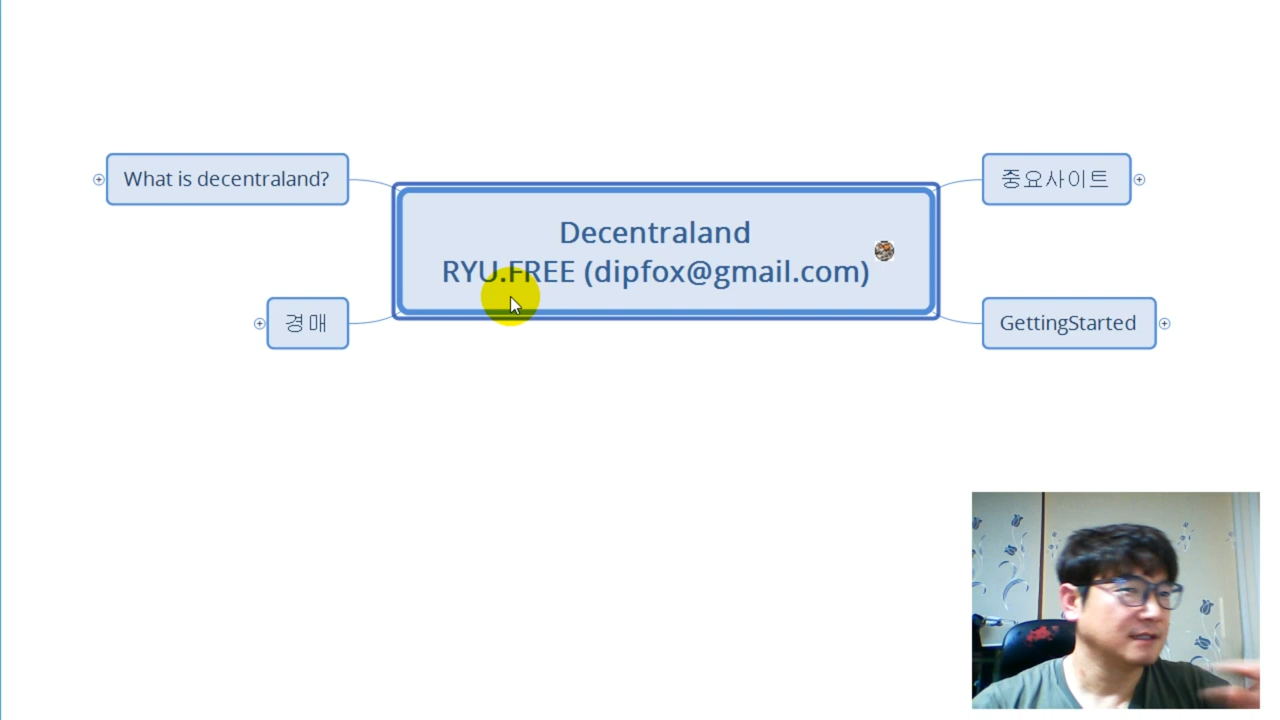 What is decentraland?
경매
Decentraland
RYU.FREE (dipfox@gmail.com)
중요사이트
GettingStarted